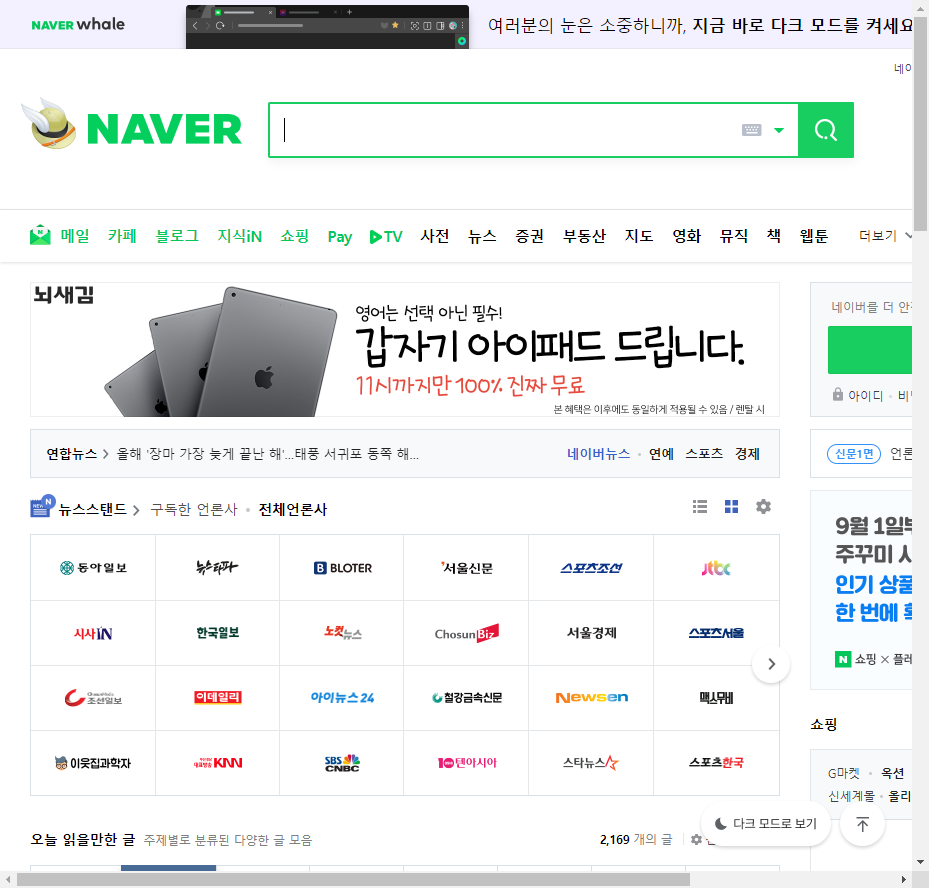 NAVER whale
여러분의 눈은 소중하니까, 지금 바로 다크 모드를 켜세요
네이
NAVER
메일 카페 블로그 지식iN 쇼핑 Pay TV 사전 뉴스 증권 부동산 지도 영화 뮤직 책 웹툰 더보기
뇌새김
영어는 선택 아닌 필수!
갑자기 아이패드 드립니다.
11시까지만 100% 진짜 무료
본 혜택은 이후에도 동일하게 적용될 수 있음 / 렌탈 시
네이버를 더 안전
아이디 · 비밀
연합뉴스 > 올해 '장마 가장 늦게 끝난 해'...태풍 서귀포 동쪽 해... 네이버뉴스 · 연예 스포츠 경제
신문1면 언론
NEW N 뉴스스탠드 > 구독한 언론사 · 전체언론사
동아일보 뉴스타파 B BLOTER 서울신문 스포츠조선 jtbc
시사IN 한국일보 노컷뉴스 ChosunBiz 서울경제 스포츠서울
조선일보 이데일리 아이뉴스24 철강금속신문 Newsen 맥스무비
이웃집과학자 KNN SBS CNBC 10텐아시아 스타뉴스 스포츠한국
9월 1일부
주꾸미 시
인기 상품
한 번에 확
N 쇼핑 × 플레
쇼핑
G마켓 · 옥션
신세계몰 · 올리
다크 모드로 보기
오늘 읽을만한 글 주제별로 분류된 다양한 글 모음 2,169 개의 글